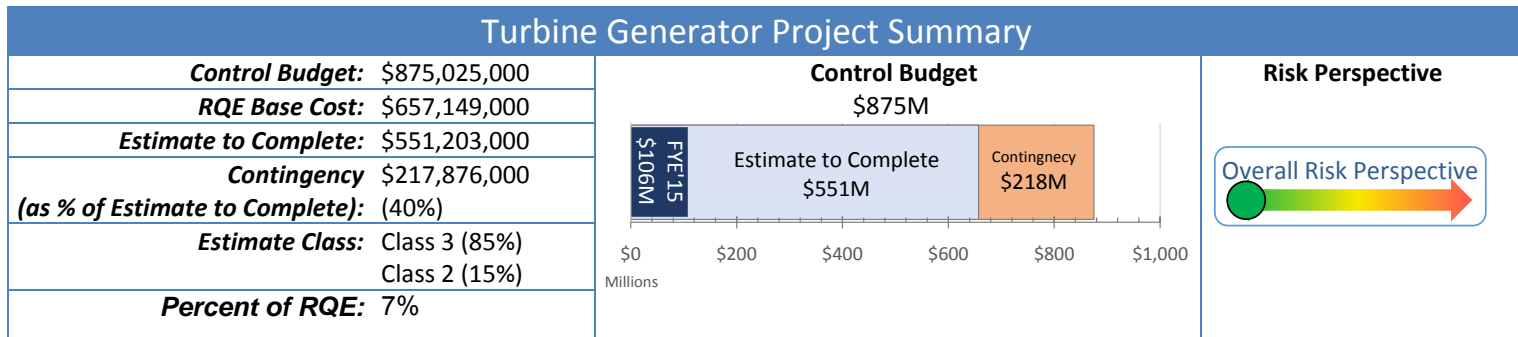 Turbine Generator Project Summary
Control Budget: $875,025,000
RQE Base Cost: $657,149,000
Estimate to Complete: $551,203,000
Contingency $217,876,000
(as % of Estimate to Complete): (40%)
Estimate Class: Class 3 (85%)
Class 2 (15%)
Percent of RQE: 7%
Control Budget
$875M
FYE'15
$106M
Estimate to Complete
$551M
Contingnecy
$218M
$0 $200 $400 $600 $800 $1,000
Millions
Risk Perspective
Overall Risk Perspective